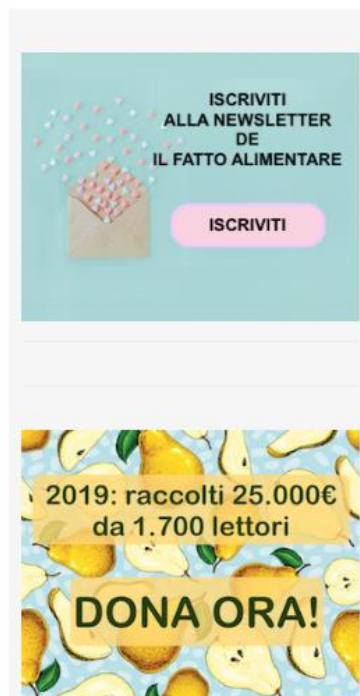 ISCRIVITI
ALLA NEWSLETTER
DE
IL FATTO ALIMENTARE
ISCRIVITI
2019: raccolti 25.000€
da 1.700 lettori
DONA ORA!